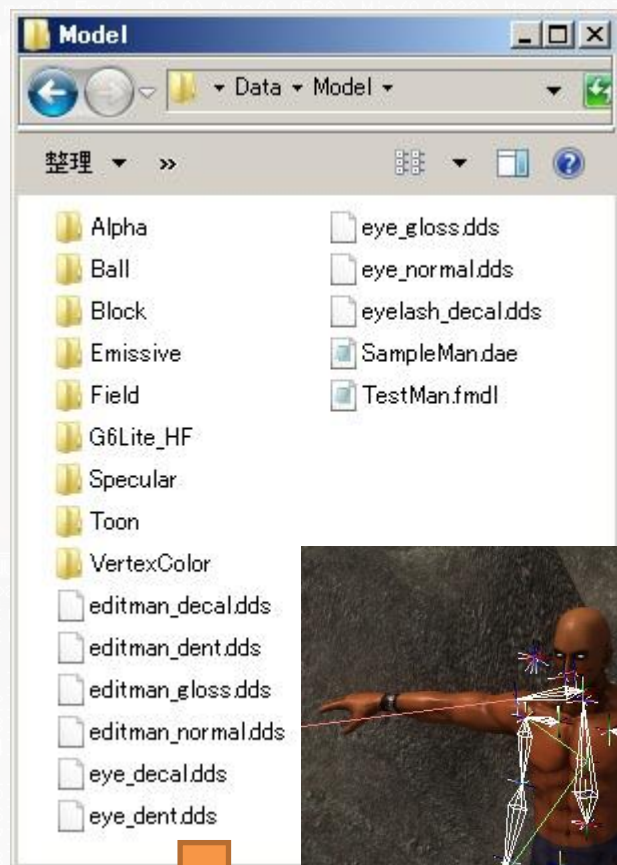 Model
Data Model
整理 »
Alpha
Ball
Block
Emissive
Field
G6Lite_HF
Specular
Toon
VertexColor
editman_decal.dds
editman_dent.dds
editman_gloss.dds
editman_normal.dds
eye_decal.dds
eye_dent.dds
eye_gloss.dds
eye_normal.dds
eyelash_decal.dds
SampleMan.dae
TestMan.fmdl